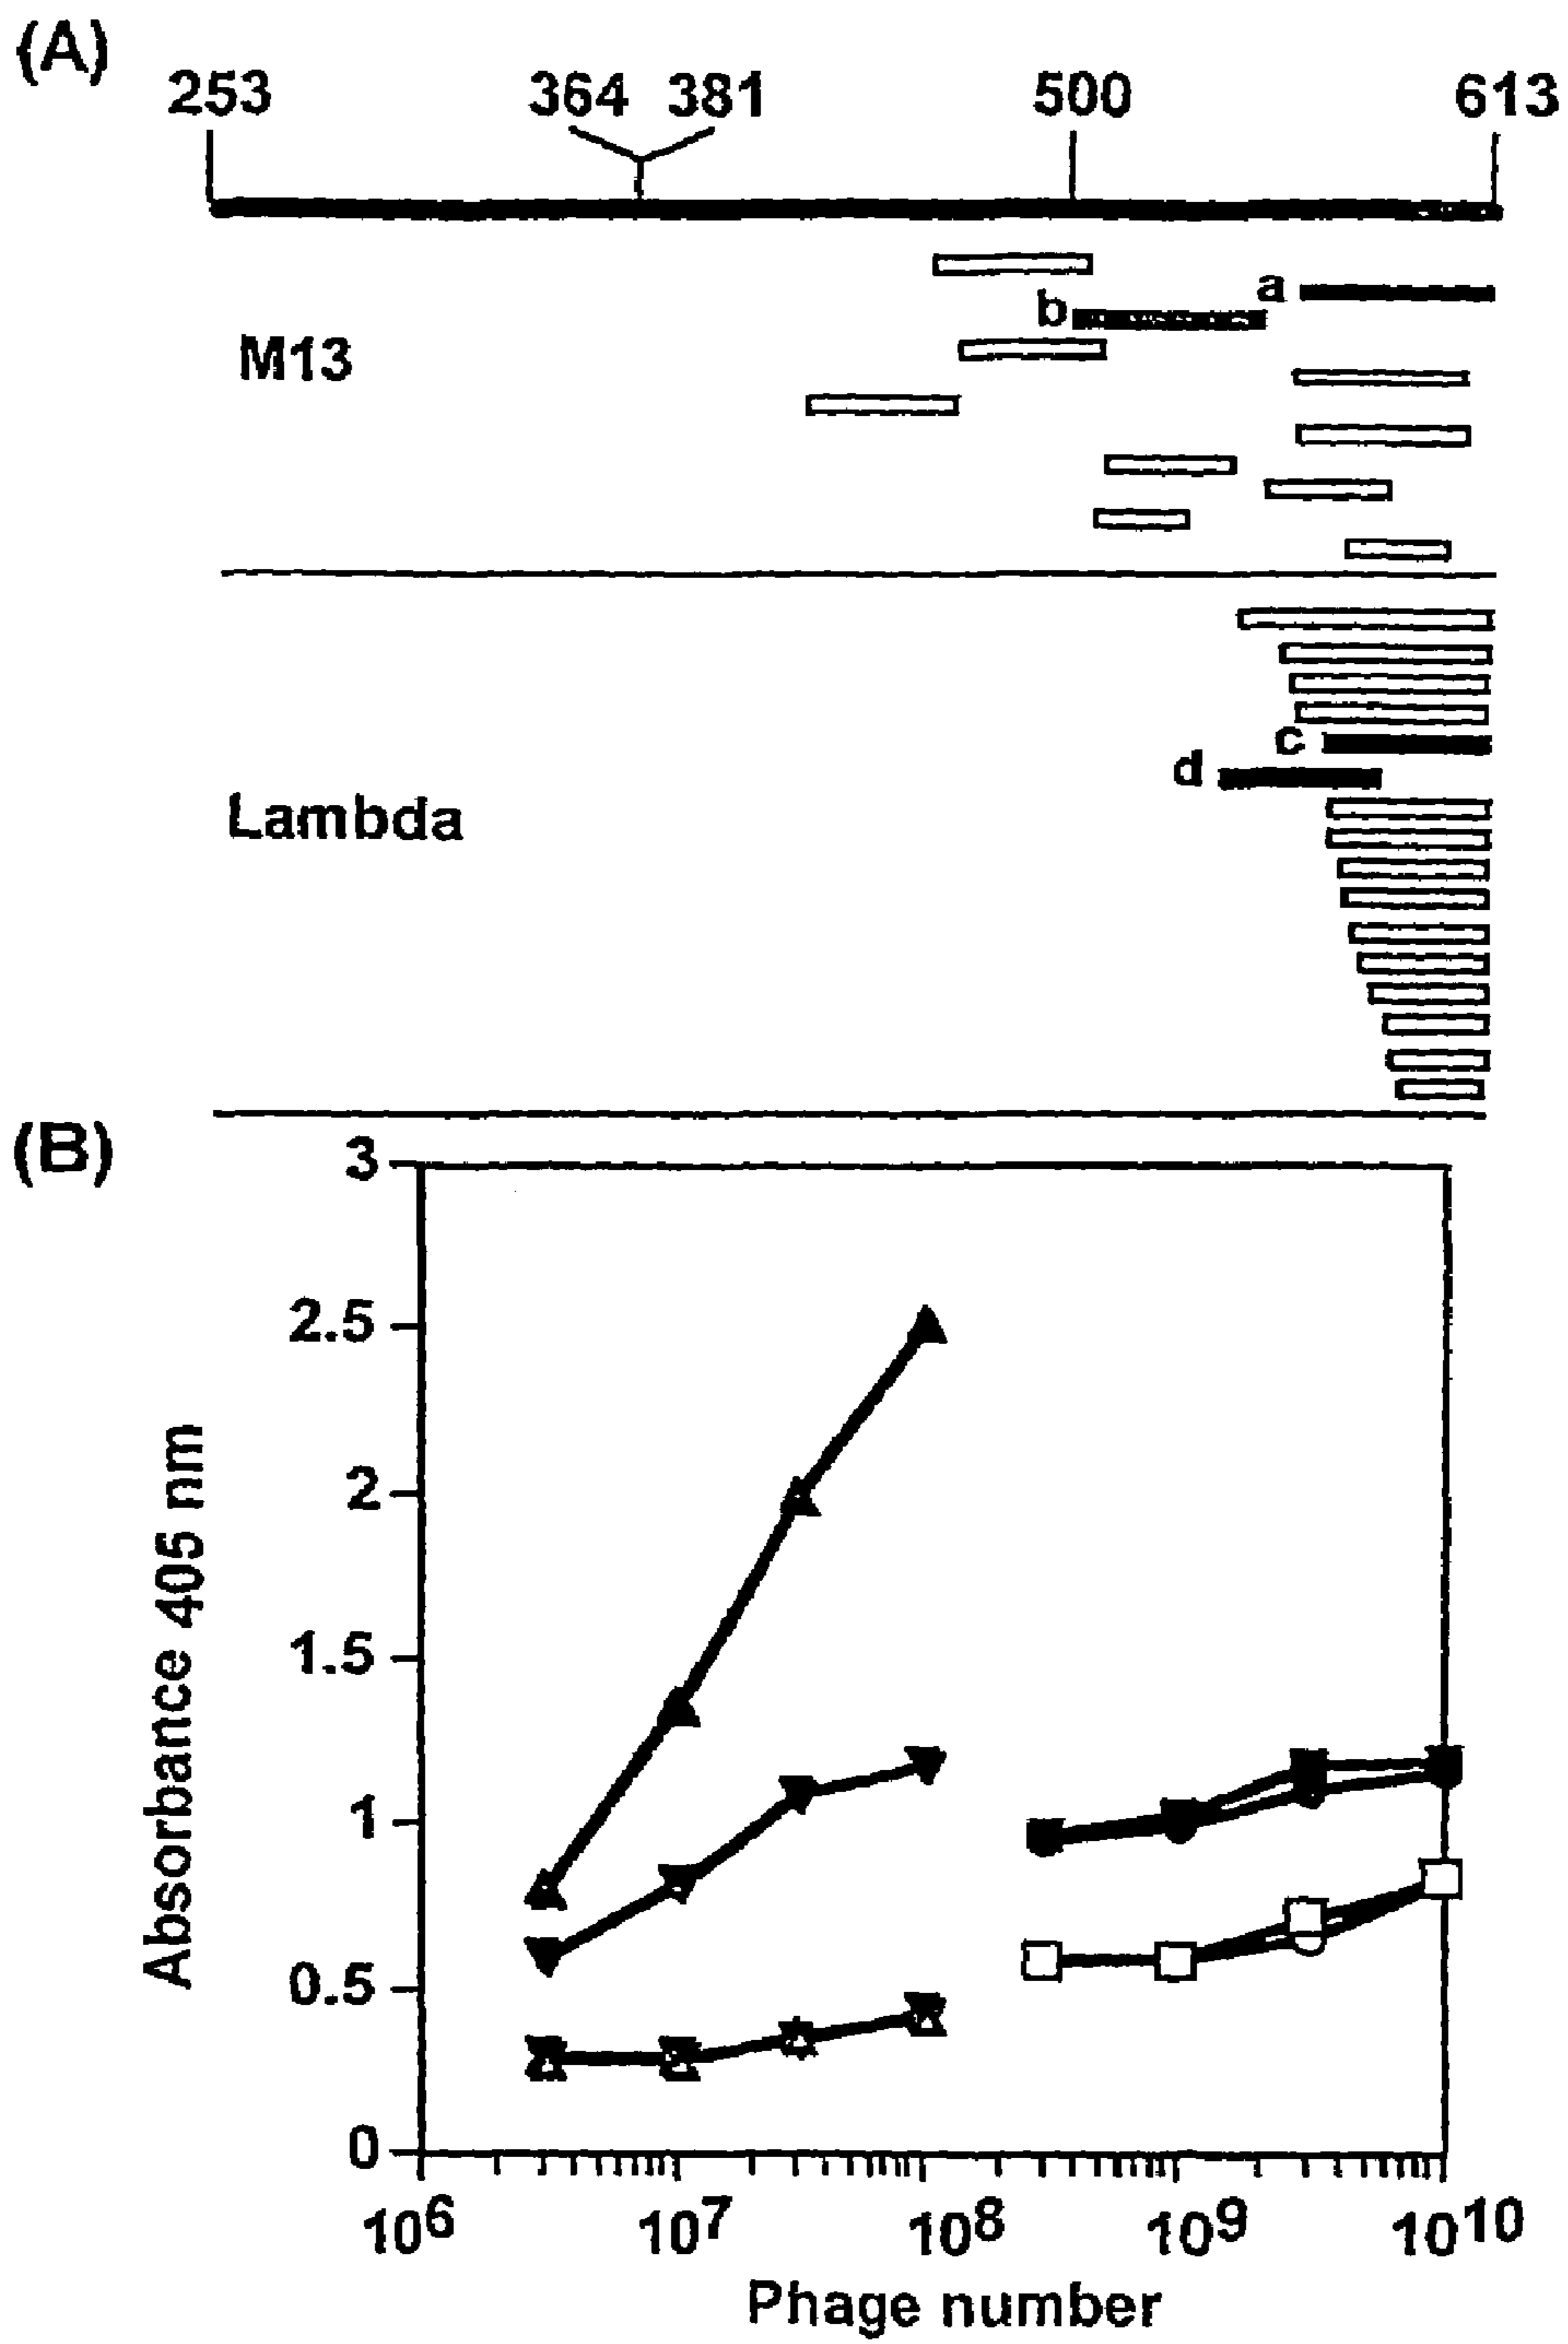 (A)
253 364 381 500 613
a
b
M13
c
d
Lambda
(B)
3
2.5
2
1.5
1
0.5
0
Absorbance 405 nm
10^6 10^7 10^8 10^9 10^10
Phage number